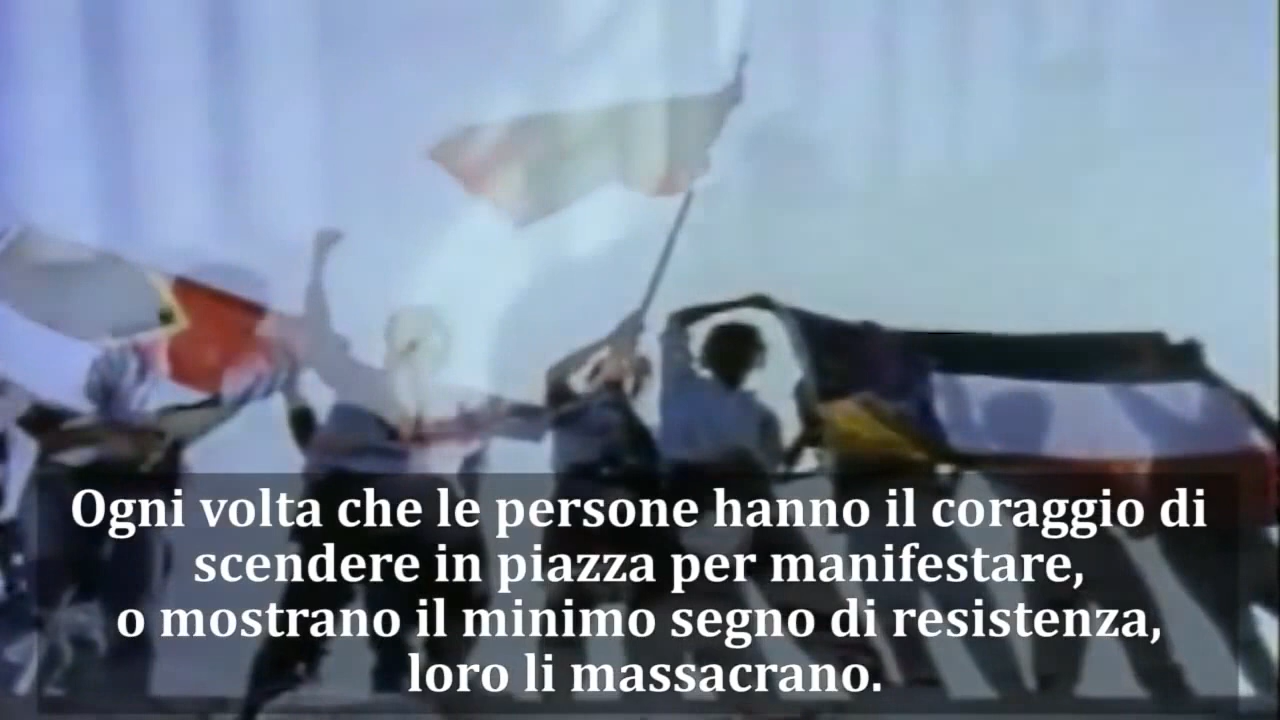 Ogni volta che le persone hanno il coraggio di
scendere in piazza per manifestare,
o mostrano il minimo segno di resistenza,
loro li massacrano.